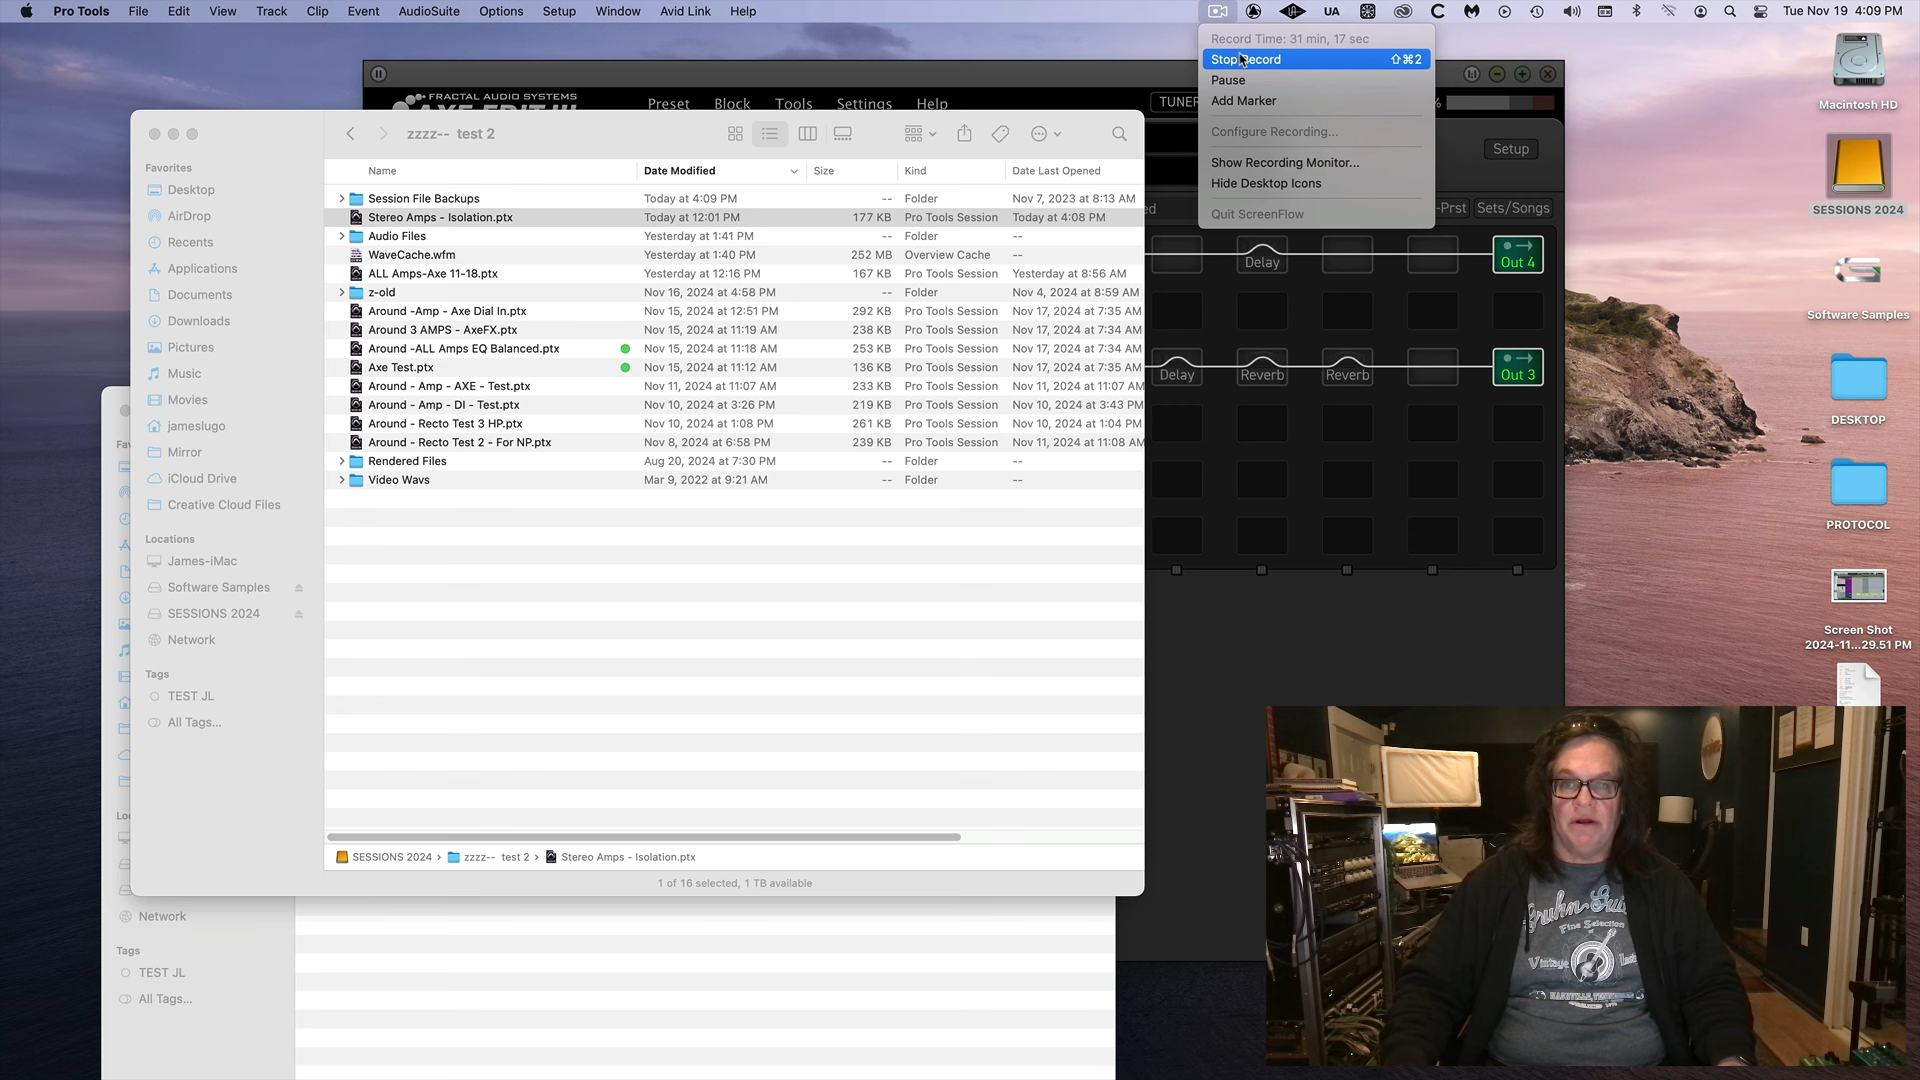 Pro Tools File Edit View Track Clip Event AudioSuite Options Setup Window Avid Link Help
UA
Tue Nov 19 4:09 PM
Record Time: 31 min, 17 sec
Stop Record ⇧⌘2
Pause
Add Marker
Configure Recording...
Show Recording Monitor...
Hide Desktop Icons
Quit ScreenFlow
FRACTAL AUDIO SYSTEMS
AXE EDIT III
Preset Block Tools Settings Help
TUNER
%
Setup
ed
-Prst Sets/Songs
Delay
Out 4
Delay Reverb Reverb
Out 3
zzzz-- test 2
Favorites
Desktop
AirDrop
Recents
Applications
Documents
Downloads
Pictures
Music
Movies
jameslugo
Mirror
iCloud Drive
Creative Cloud Files
Locations
James-iMac
Software Samples
SESSIONS 2024
Network
Tags
TEST JL
All Tags...
Name Date Modified Size Kind Date Last Opened
Session File Backups Today at 4:09 PM -- Folder Nov 7, 2023 at 8:13 AM
Stereo Amps - Isolation.ptx Today at 12:01 PM 177 KB Pro Tools Session Today at 4:08 PM
Audio Files Yesterday at 1:41 PM -- Folder --
WaveCache.wfm Yesterday at 1:40 PM 252 MB Overview Cache --
ALL Amps-Axe 11-18.ptx Yesterday at 12:16 PM 167 KB Pro Tools Session Yesterday at 8:56 AM
z-old Nov 16, 2024 at 4:58 PM -- Folder Nov 4, 2024 at 8:59 AM
Around -Amp - Axe Dial In.ptx Nov 15, 2024 at 12:51 PM 292 KB Pro Tools Session Nov 17, 2024 at 7:35 AM
Around 3 AMPS - AxeFX.ptx Nov 15, 2024 at 11:19 AM 238 KB Pro Tools Session Nov 17, 2024 at 7:35 AM
Around -ALL Amps EQ Balanced.ptx Nov 15, 2024 at 11:18 AM 253 KB Pro Tools Session Nov 17, 2024 at 7:34 AM
Axe Test.ptx Nov 15, 2024 at 11:12 AM 136 KB Pro Tools Session Nov 17, 2024 at 7:35 AM
Around - Amp - AXE - Test.ptx Nov 11, 2024 at 11:07 AM 233 KB Pro Tools Session Nov 11, 2024 at 11:07 AM
Around - Amp - DI - Test.ptx Nov 10, 2024 at 3:26 PM 219 KB Pro Tools Session Nov 10, 2024 at 3:43 PM
Around - Recto Test 3 HP.ptx Nov 10, 2024 at 1:08 PM 261 KB Pro Tools Session Nov 10, 2024 at 1:04 PM
Around - Recto Test 2 - For NP.ptx Nov 8, 2024 at 6:58 PM 239 KB Pro Tools Session Nov 11, 2024 at 11:08 AM
Rendered Files Aug 20, 2024 at 7:30 PM -- Folder --
Video Wavs Mar 9, 2022 at 9:21 AM -- Folder --
SESSIONS 2024 › zzzz-- test 2 › Stereo Amps - Isolation.ptx
1 of 16 selected, 1 TB available
Fav
Lo
Network
Tags
TEST JL
All Tags...
Macintosh HD
SESSIONS 2024
Software Samples
DESKTOP
PROTOCOL
Screen Shot
2024-11...29.51 PM
Gruhn Gui
Fine Selection
Vintage Inst
NASHVILLE, TENNESSEE